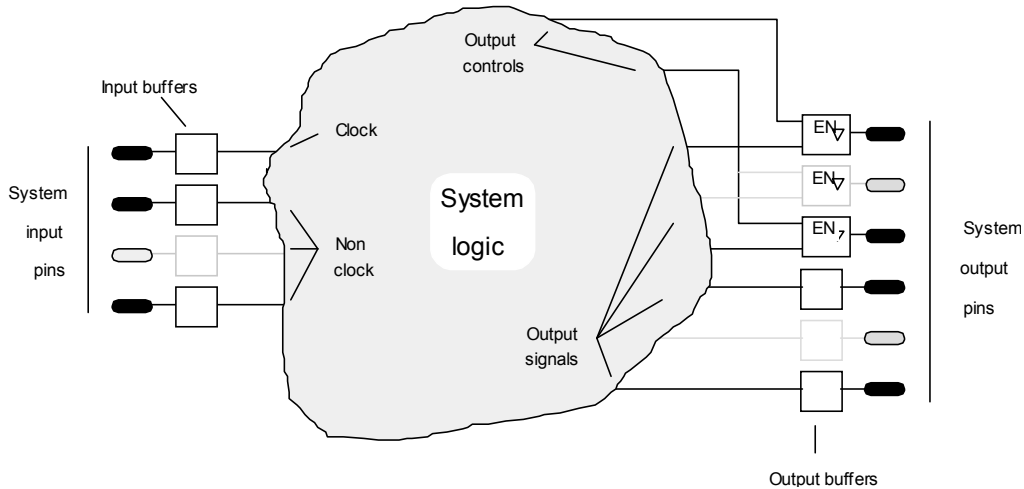 Output
controls
Input buffers
Clock
EN
System
input
pins
EN
System
logic
Non
clock
EN
System
output
pins
Output
signals
Output buffers